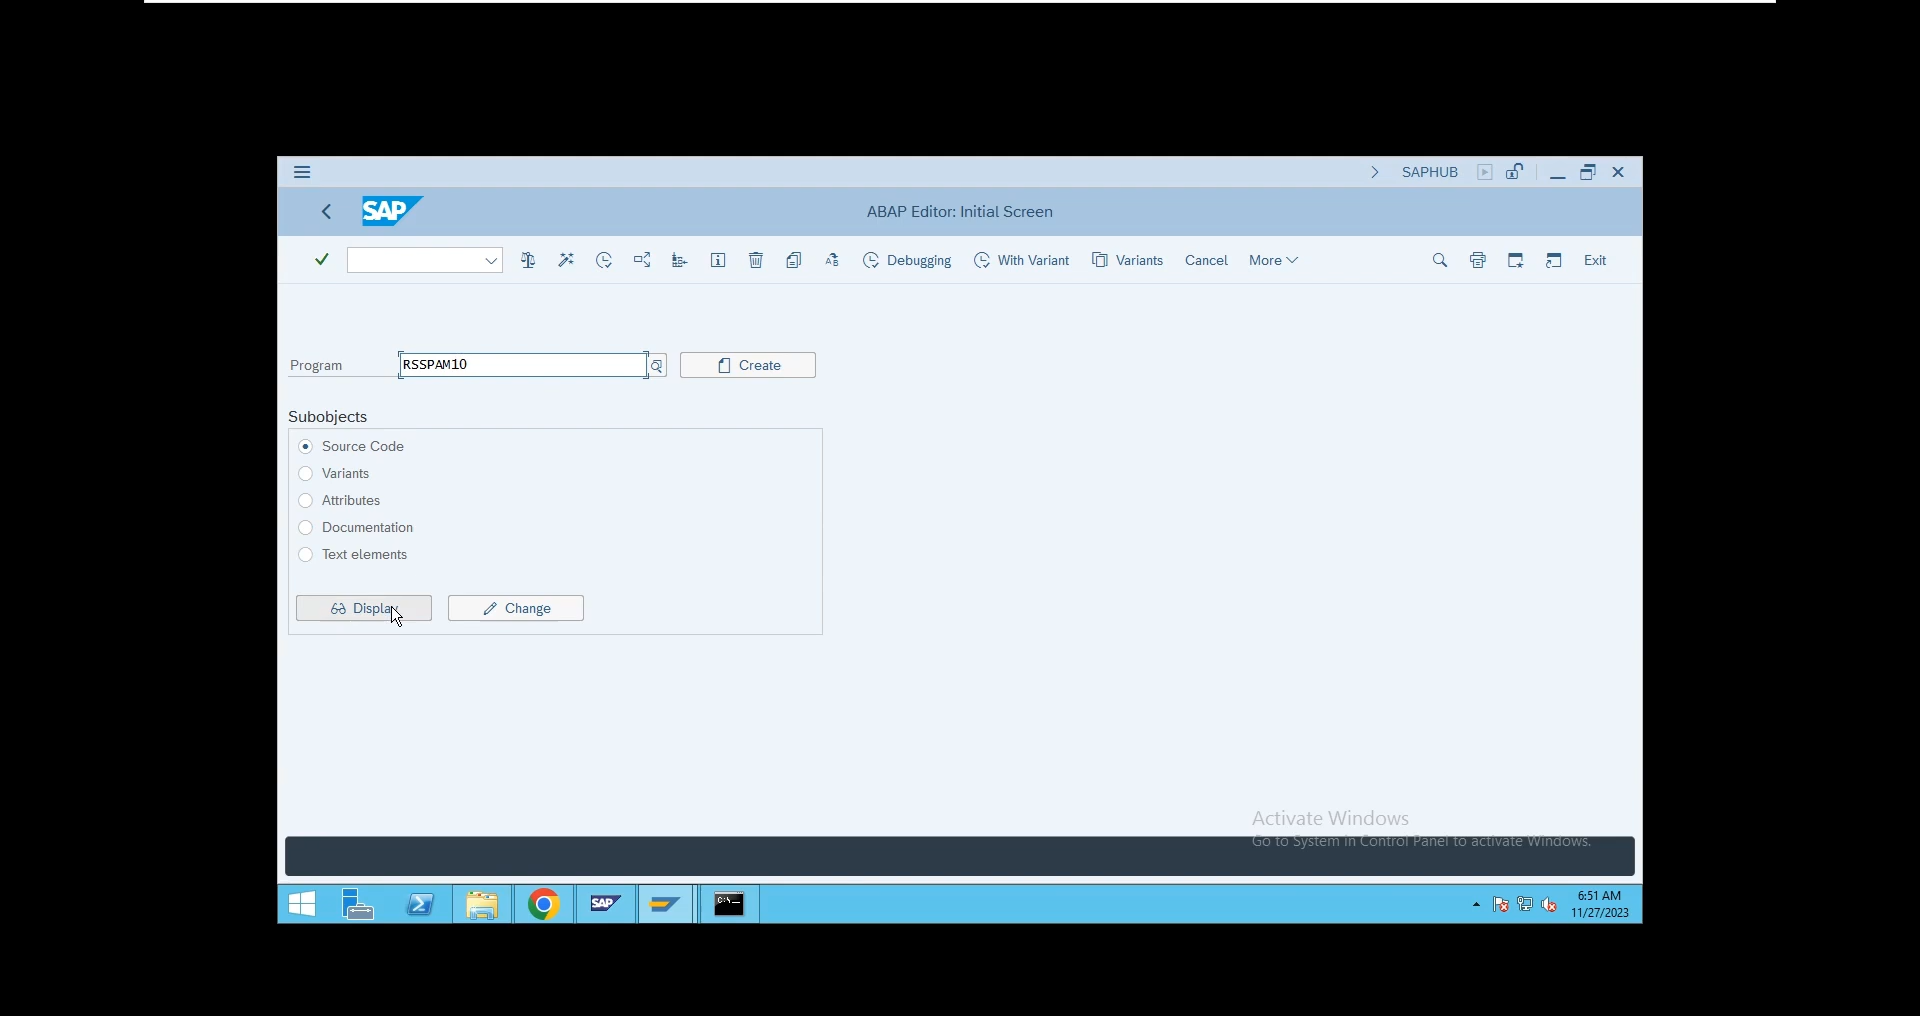 SAPHUB
SAP
ABAP Editor: Initial Screen
Debugging With Variant Variants Cancel More Exit
Program RSSPAM10 Create
Subobjects
Source Code
Variants
Attributes
Documentation
Text elements
Display Change
Activate Windows
Go to System in Control Panel to activate Windows.
SAP C:\ 6:51 AM
11/27/2023